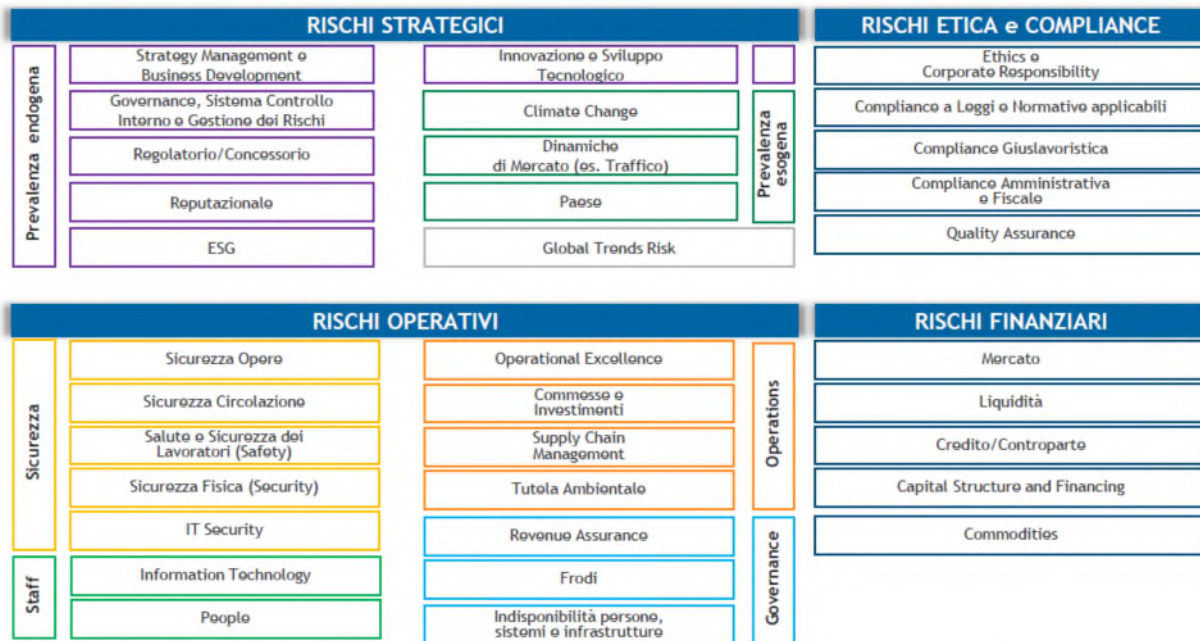 RISCHI STRATEGICI
Prevalenza endogena
Strategy Management e
Business Development
Governance, Sistema Controllo
Interno e Gestione dei Rischi
Regolatorio/Concessorio
Reputazionale
ESG
Innovazione e Sviluppo
Tecnologico
Climate Change
Dinamiche
di Mercato (es. Traffico)
Paese
Global Trends Risk
Prevalenza
esogena
RISCHI ETICA e COMPLIANCE
Ethics e
Corporate Responsibility
Compliance a Leggi e Normative applicabili
Compliance Giuslavoristica
Compliance Amministrativa
e Fiscale
Quality Assurance
RISCHI OPERATIVI
Sicurezza
Sicurezza Opere
Sicurezza Circolazione
Salute e Sicurezza dei
Lavoratori (Safety)
Sicurezza Fisica (Security)
IT Security
Staff
Information Technology
People
Operational Excellence
Commesse e
Investimenti
Supply Chain
Management
Tutela Ambientale
Operations
Revenue Assurance
Frodi
Indisponibilità persone,
sistemi e infrastrutture
Governance
RISCHI FINANZIARI
Mercato
Liquidità
Credito/Controparte
Capital Structure and Financing
Commodities